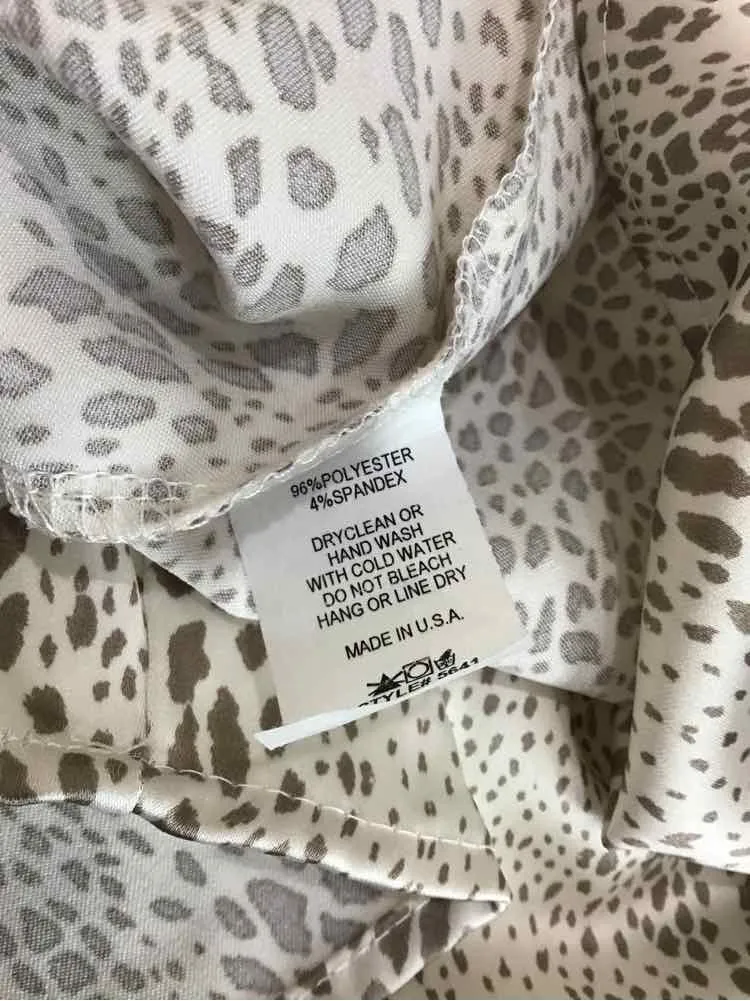 96%POLYESTER
4%SPANDEX
DRYCLEAN OR
HAND WASH
WITH COLD WATER
DO NOT BLEACH
HANG OR LINE DRY
MADE IN U.S.A.
STYLE# 5641